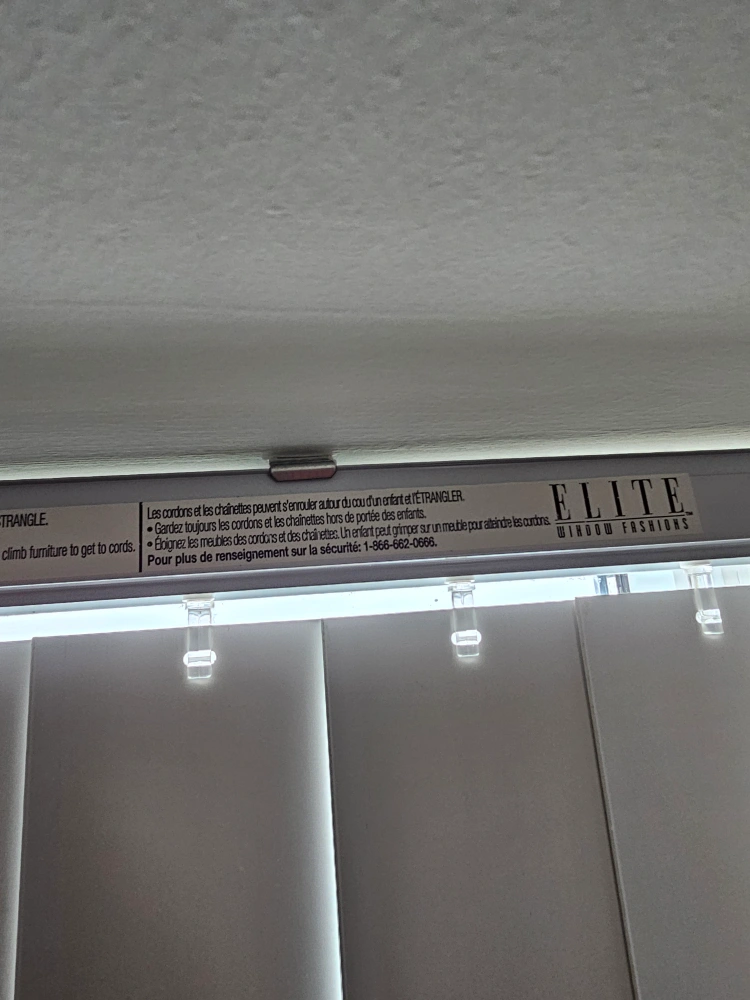 TRANGLE.
climb furniture to get to cords.
Les cordons et les chaînettes peuvent s'enrouler autour du cou d'un enfant et l'ÉTRANGLER.
• Gardez toujours les cordons et les chaînettes hors de portée des enfants.
• Éloignez les meubles des cordons et des chaînettes. Un enfant peut grimper sur un meuble pour atteindre les cordons.
Pour plus de renseignement sur la sécurité: 1-866-662-0666.
ELITE™
WINDOW FASHIONS